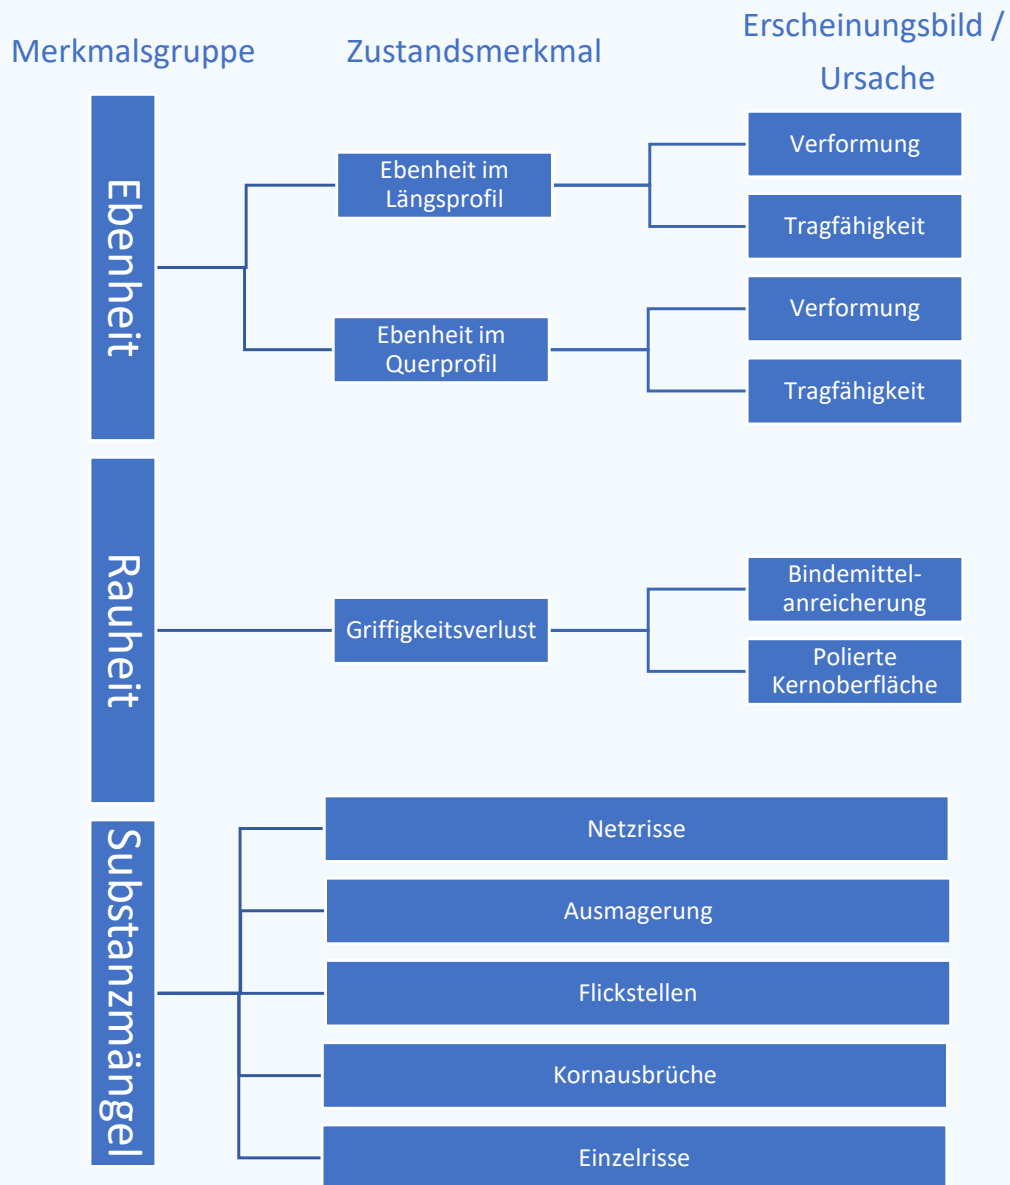 Merkmalsgruppe
Zustandsmerkmal
Erscheinungsbild /
Ursache
Ebenheit
Ebenheit im
Längsprofil
Verformung
Tragfähigkeit
Ebenheit im
Querprofil
Verformung
Tragfähigkeit
Rauheit
Griffigkeitsverlust
Bindemittel-
anreicherung
Polierte
Kernoberfläche
Substanzmängel
Netzrisse
Ausmagerung
Flickstellen
Kornausbrüche
Einzelrisse